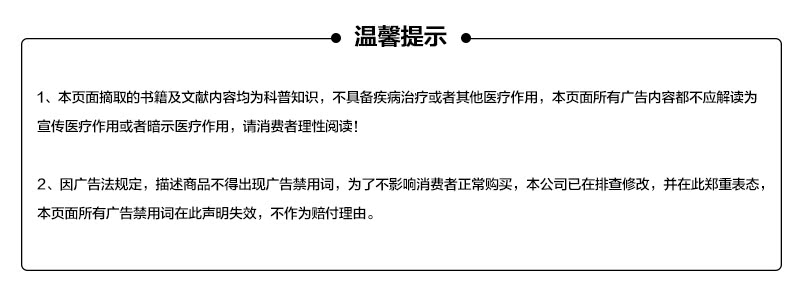 温馨提示
1、本页面摘取的书籍及文献内容均为科普知识，不具备疾病治疗或者其他医疗作用，本页面所有广告内容都不应解读为
宣传医疗作用或者暗示医疗作用，请消费者理性阅读！
2、因广告法规定，描述商品不得出现广告禁用词，为了不影响消费者正常购买，本公司已在排查修改，并在此郑重表态，
本页面所有广告禁用词在此声明失效，不作为赔付理由。